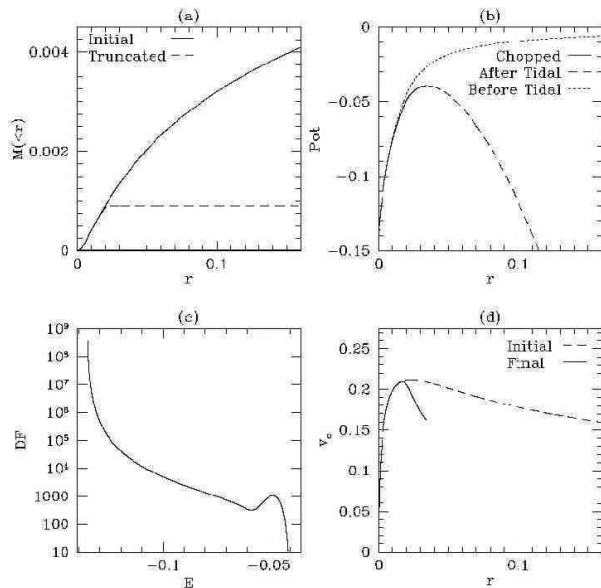 (a)
Initial
Truncated
0.004
0.002
0
M(<r)
0
0.1
r
(b)
Chopped
After Tidal
Before Tidal
0
−0.05
−0.1
−0.15
Pot
0
0.1
r
(c)
10⁹
10⁸
10⁷
10⁶
10⁵
10⁴
1000
100
10
DF
−0.1
−0.05
E
(d)
Initial
Final
0.25
0.2
0.15
0.1
0.05
0
v_c
0
0.1
r